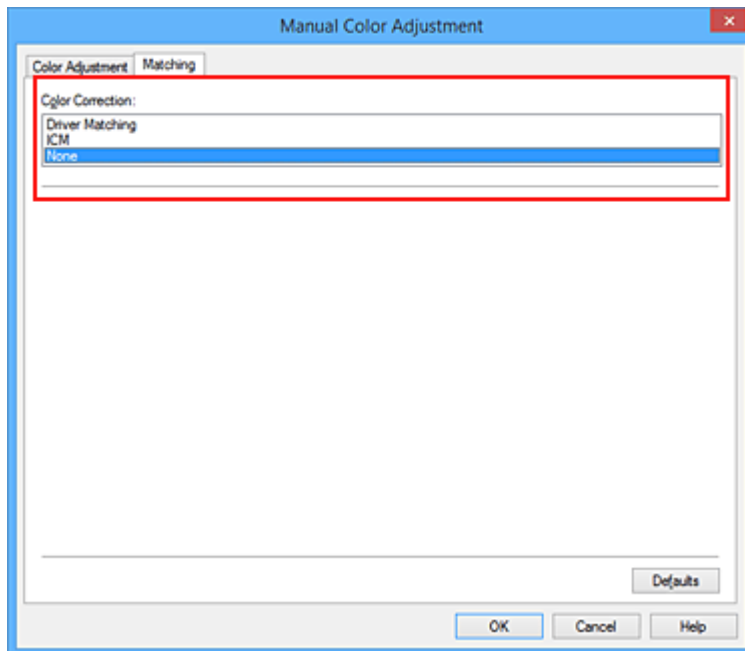 Manual Color Adjustment
Color Adjustment Matching
Color Correction:
Driver Matching
ICM
None
Defaults
OK Cancel Help